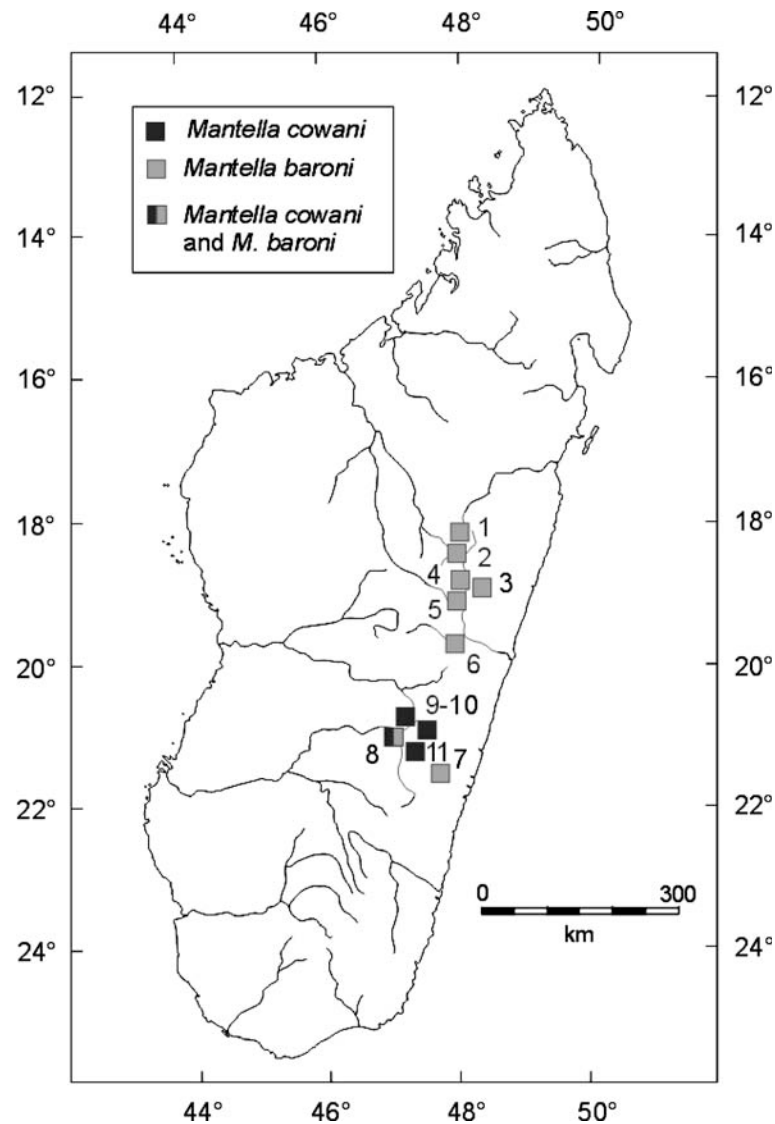 44° 46° 48° 50°
12° 12°
Mantella cowani
Mantella baroni
Mantella cowani
and M. baroni
14° 14°
16° 16°
18° 18°
1
2
4 3
5
6
20° 20°
9-10
8 11 7
22° 22°
0 300
km
24° 24°
44° 46° 48° 50°